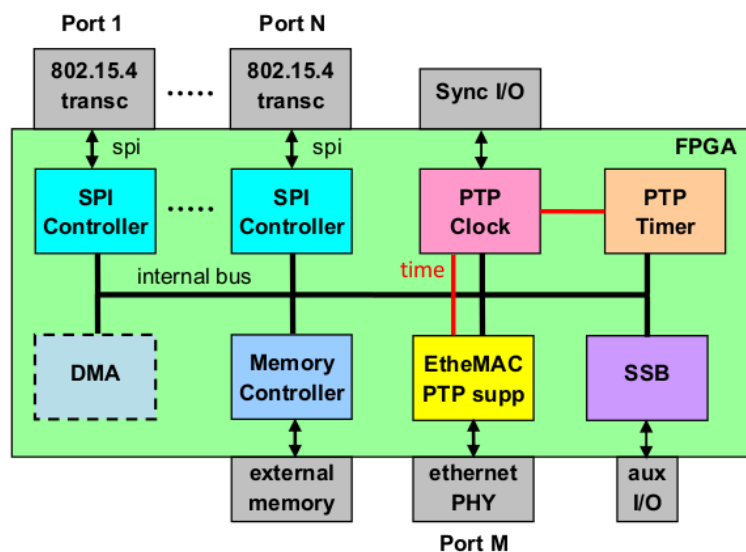 Port 1
Port N
802.15.4
transc
.....
802.15.4
transc
Sync I/O
spi
spi
FPGA
SPI
Controller
.....
SPI
Controller
PTP
Clock
PTP
Timer
internal bus
time
DMA
Memory
Controller
EtheMAC
PTP supp
SSB
external
memory
ethernet
PHY
aux
I/O
Port M